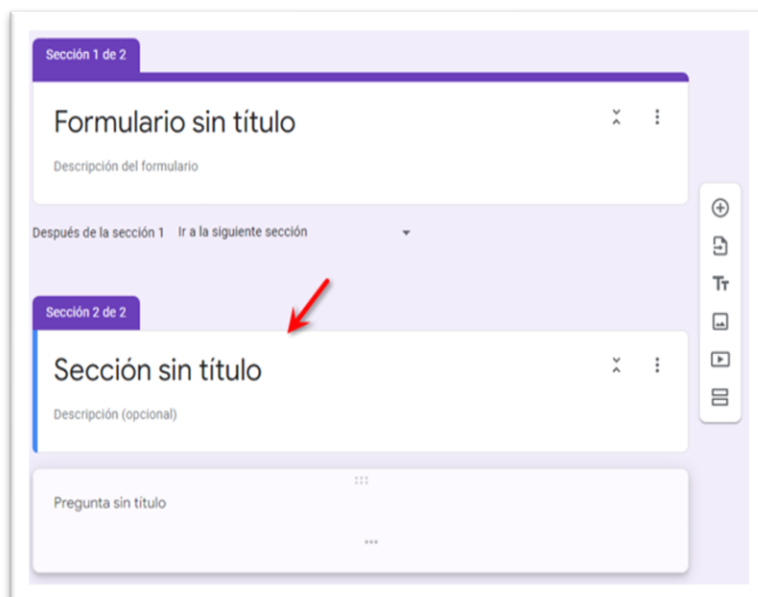 Sección 1 de 2
Formulario sin título
Descripción del formulario
Después de la sección 1 Ir a la siguiente sección
Tт
Sección 2 de 2
Sección sin título
Descripción (opcional)
Pregunta sin título